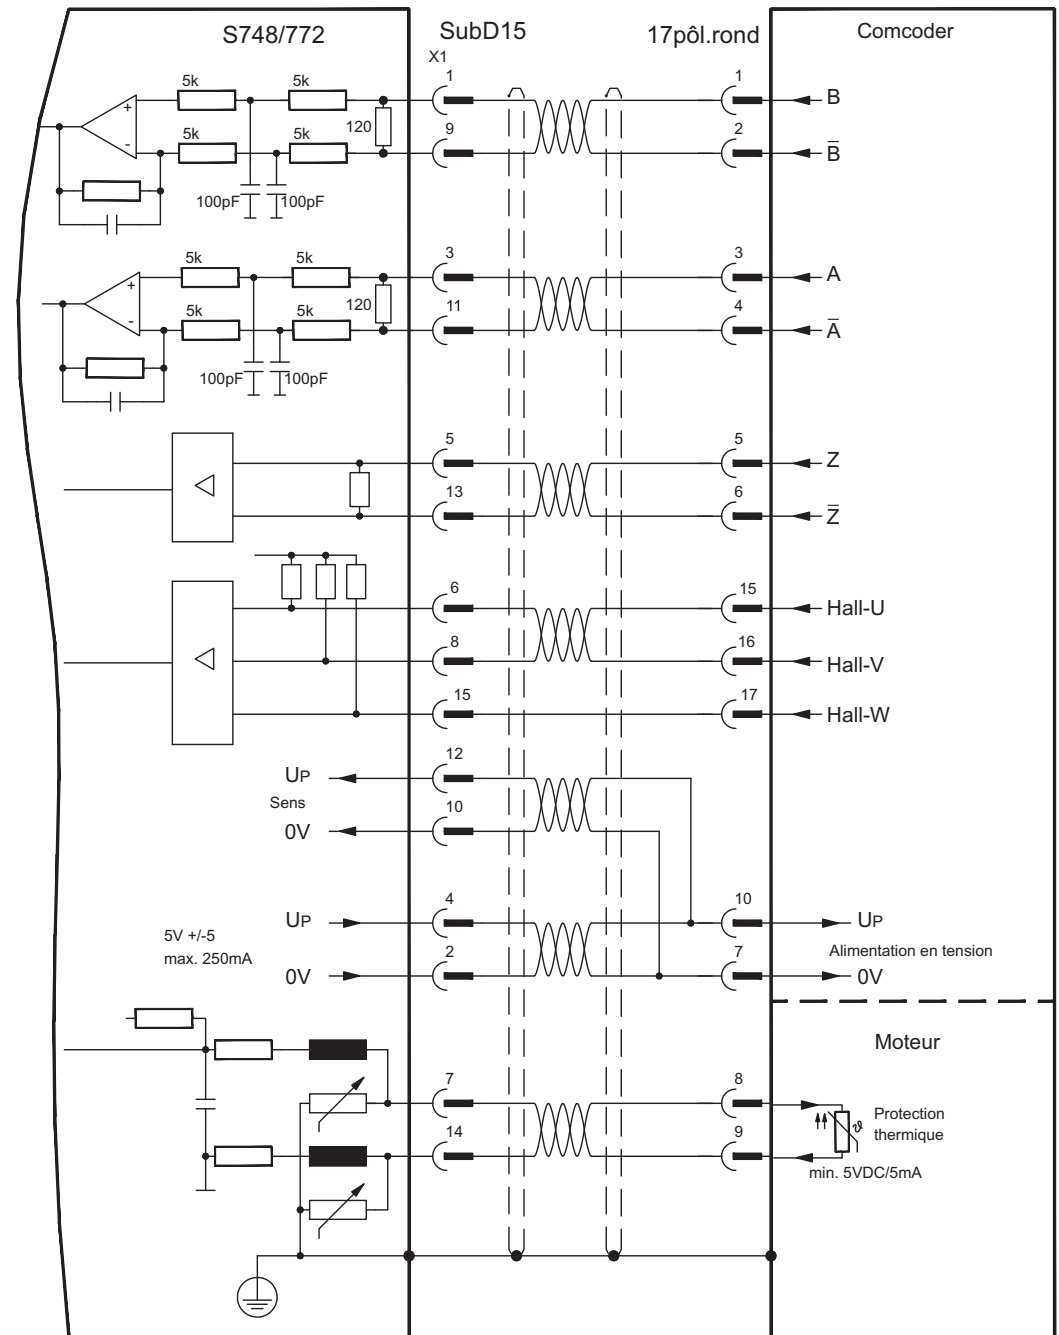 S748/772 SubD15 17pôl.rond Comcoder
X1
5k 5k 1 1 B
120
5k 5k 9 2 B̅
100pF 100pF
5k 5k 3 3 A
120
5k 5k 11 4 A̅
100pF 100pF
5 5 Z
13 6 Z̅
6 15 Hall-U
8 16 Hall-V
15 17 Hall-W
UP 12
Sens
0V 10
UP 4 10 UP
5V +/-5
max. 250mA
Alimentation en tension
0V 2 7 0V
Moteur
7 8
Protection
thermique
ϑ
14 9
min. 5VDC/5mA